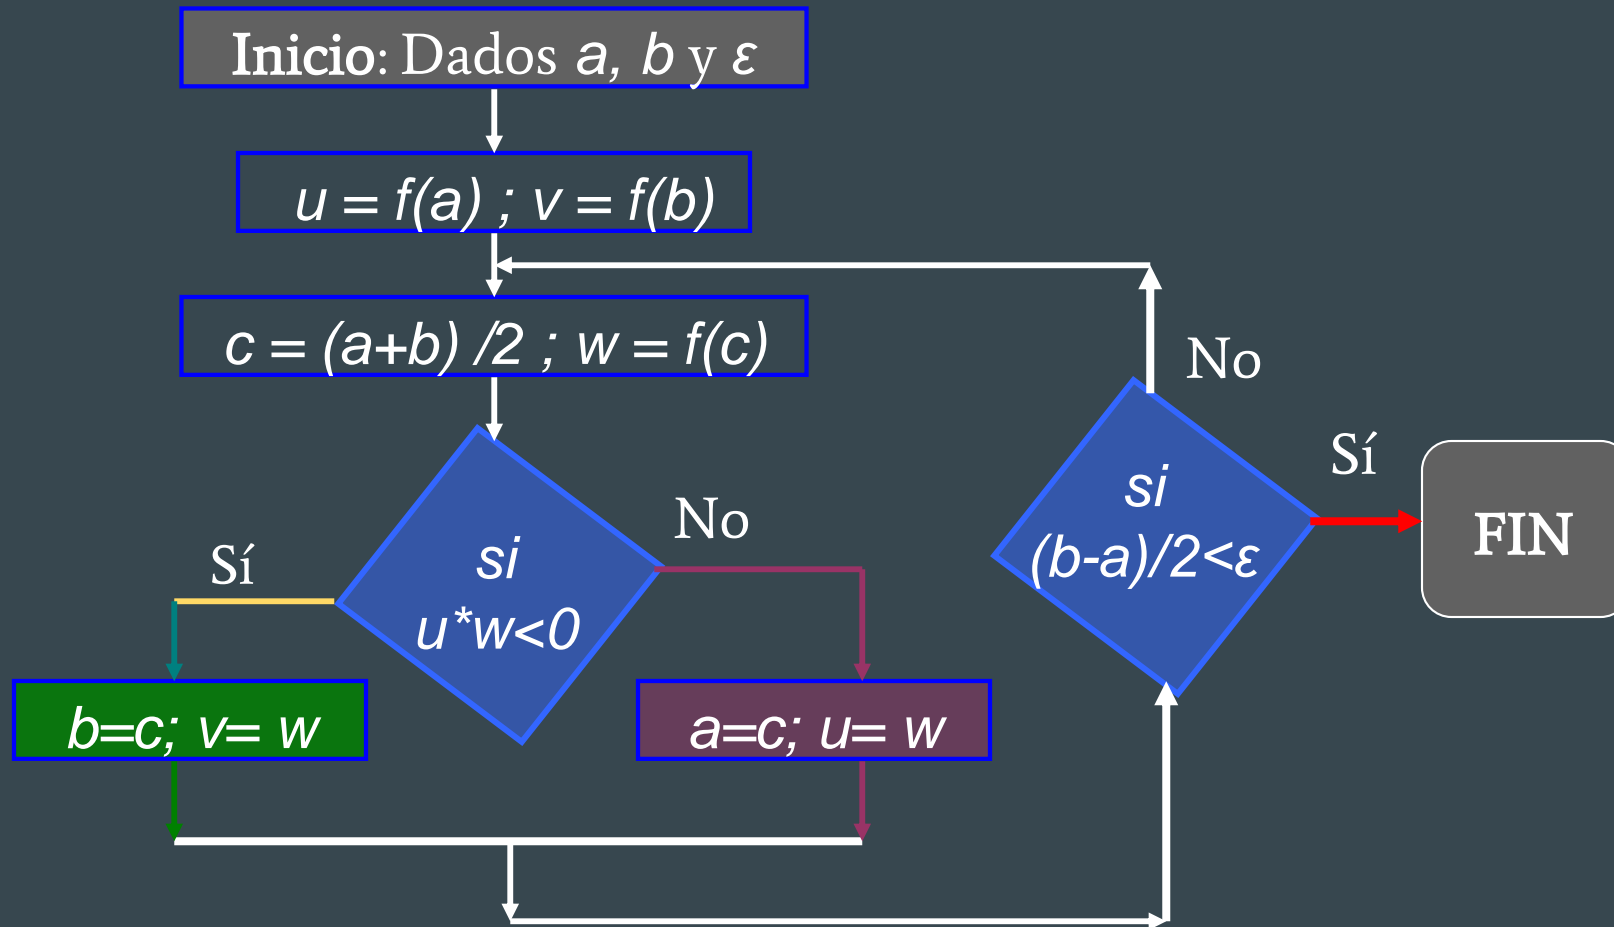 Inicio: Dados a, b y ε
u = f(a) ; v = f(b)
c = (a+b) /2 ; w = f(c)
No
Sí
si
(b-a)/2<ε
FIN
No
Sí
si
u*w<0
b=c; v= w
a=c; u= w